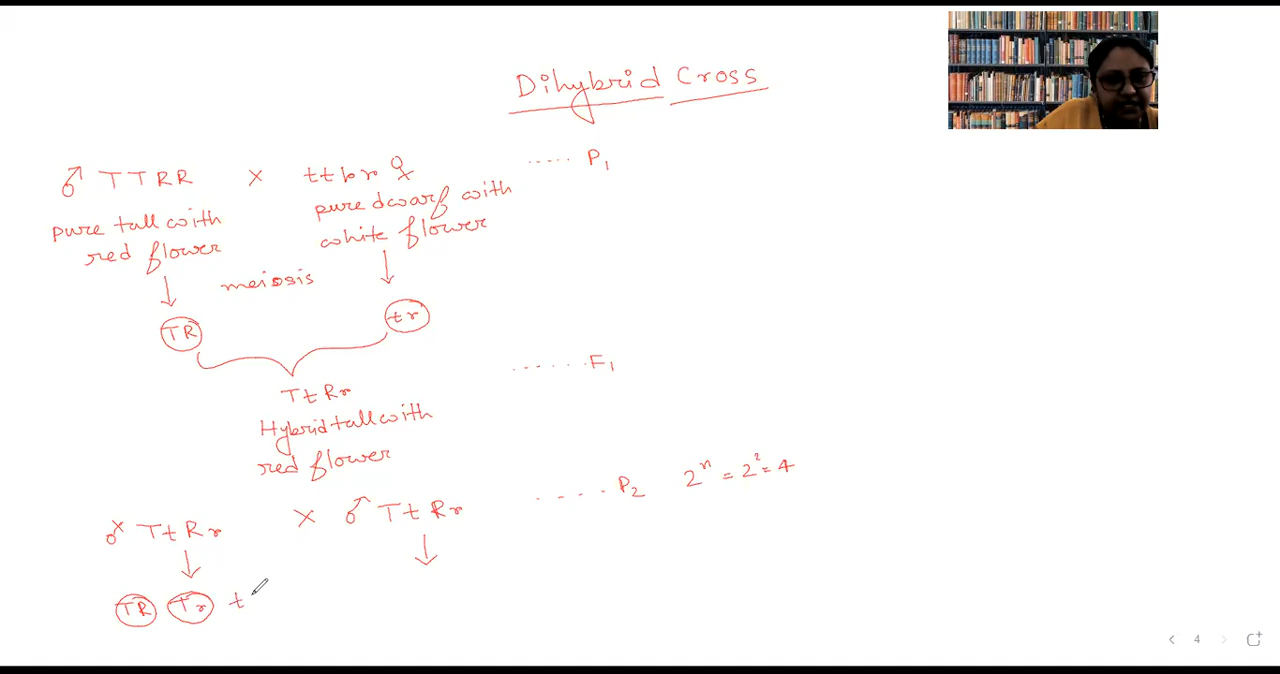 Dihybrid Cross
♂ TTRR × ttrr ♀ ..... P1
pure tall with
red flower
pure dwarf with
white flower
meiosis
TR
tr
TtRr ...... F1
Hybrid tall with
red flower
TtRr × ♂ TtRr ..... P2 2^n = 2^2 = 4
TR Tr t
4